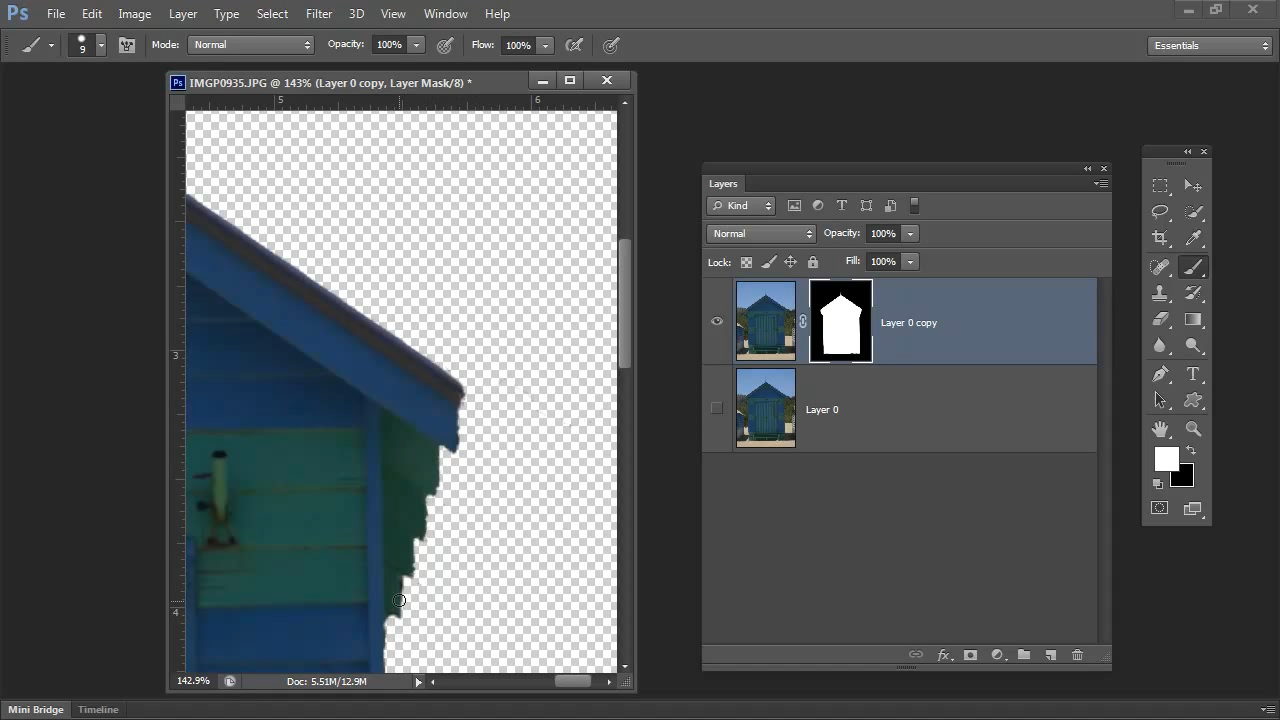 Ps File Edit Image Layer Type Select Filter 3D View Window Help
9 Mode: Normal Opacity: 100% Flow: 100% Essentials
Ps IMGP0935.JPG @ 143% (Layer 0 copy, Layer Mask/8) *
5 6
3
4
142.9% Doc: 5.51M/12.9M
Layers
Kind T
Normal Opacity: 100%
Lock: Fill: 100%
Layer 0 copy
Layer 0
fx
T
Mini Bridge Timeline